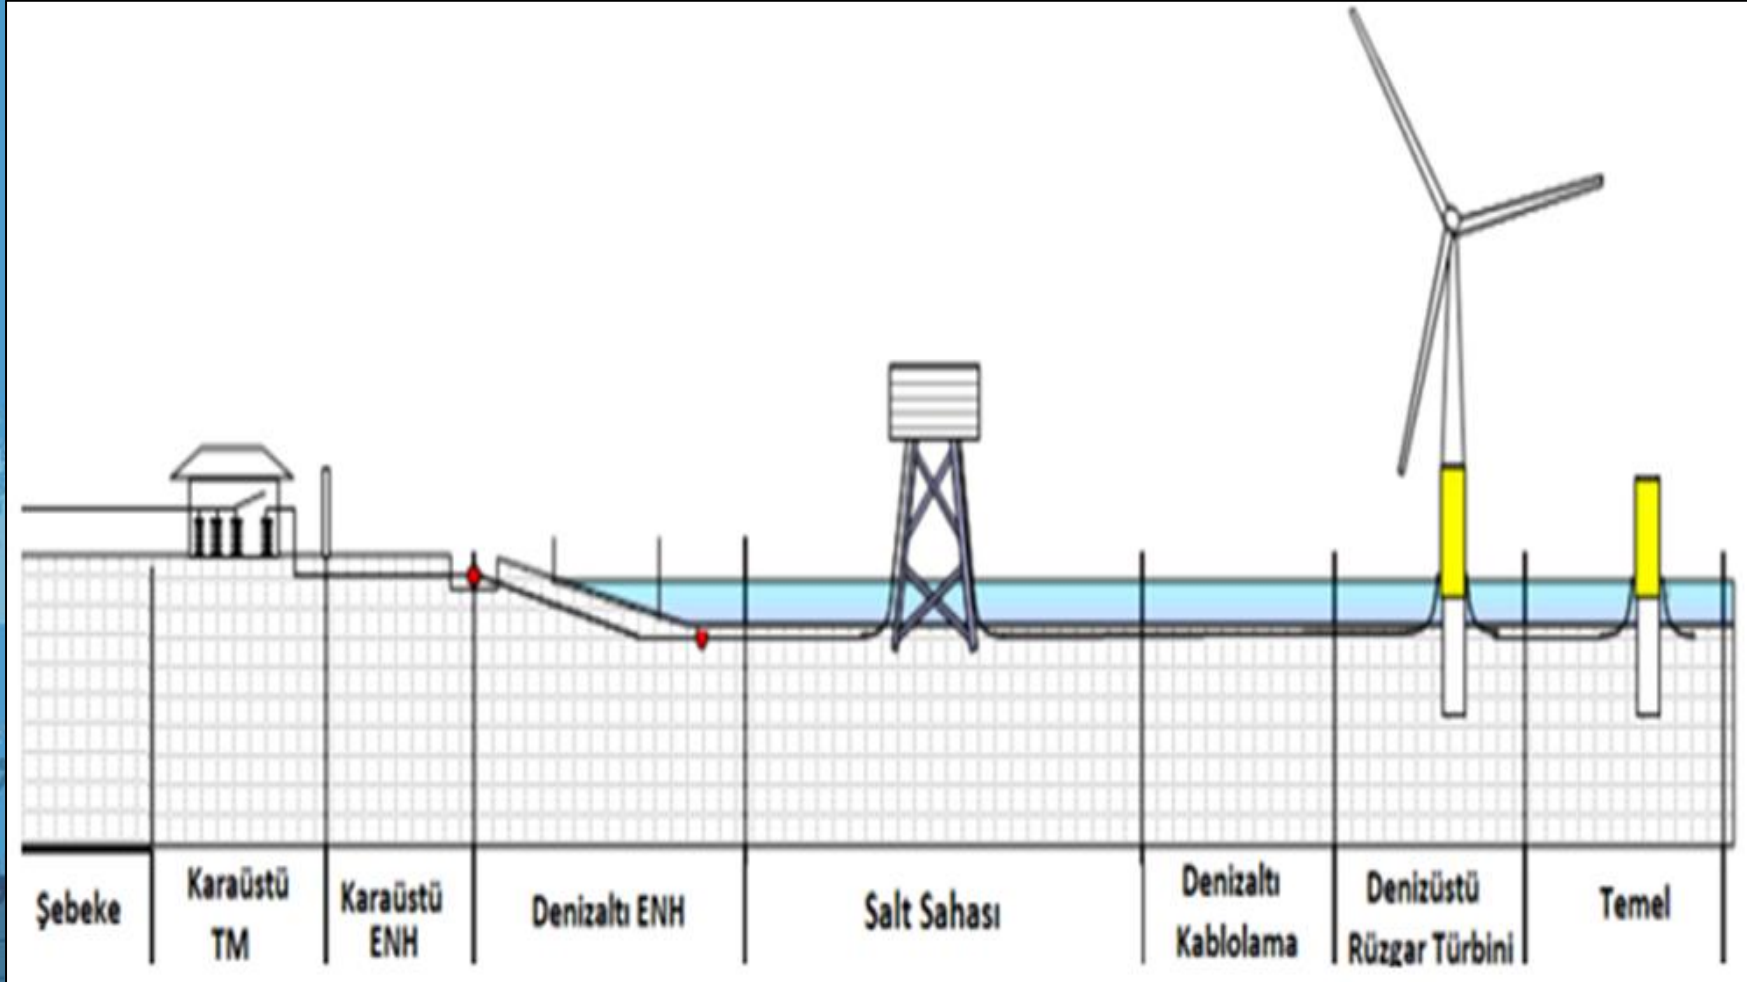 Şebeke
Karaüstü
TM
Karaüstü
ENH
Denizaltı ENH
Salt Sahası
Denizaltı
Kablolama
Denizüstü
Rüzgar Türbini
Temel